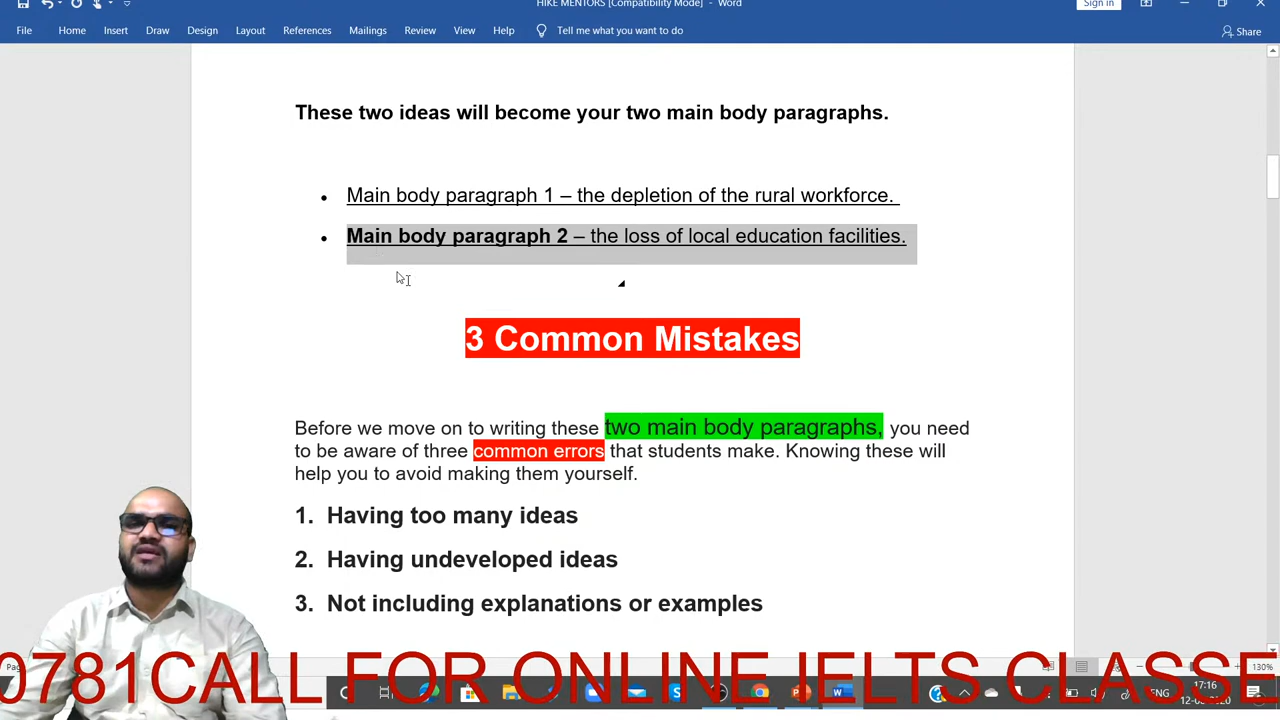 HIKE MENTORS [Compatibility Mode] - Word
Sign in
File Home Insert Draw Design Layout References Mailings Review View Help Tell me what you want to do Share
These two ideas will become your two main body paragraphs.
• Main body paragraph 1 – the depletion of the rural workforce.
• Main body paragraph 2 – the loss of local education facilities.
3 Common Mistakes
Before we move on to writing these two main body paragraphs, you need
to be aware of three common errors that students make. Knowing these will
help you to avoid making them yourself.
1. Having too many ideas
2. Having undeveloped ideas
3. Not including explanations or examples
0781CALL FOR ONLINE IELTS CLASSE
130%
ENG
17:16